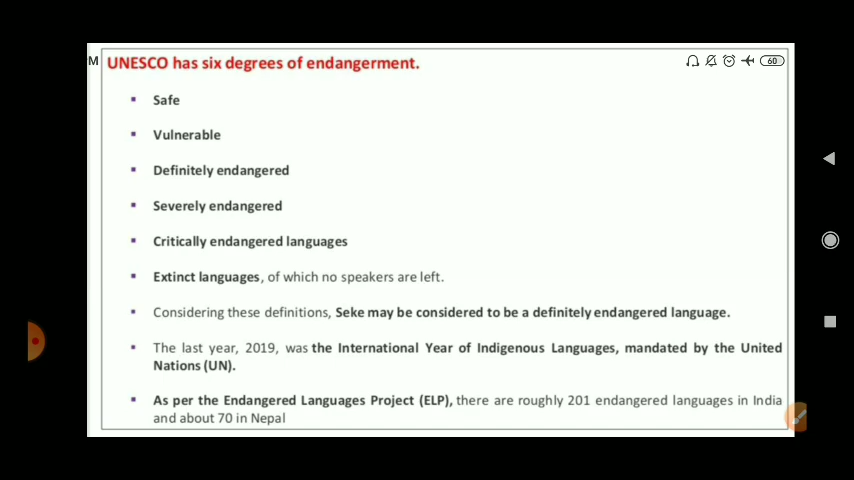 M UNESCO has six degrees of endangerment. 60
▪ Safe
▪ Vulnerable
▪ Definitely endangered
▪ Severely endangered
▪ Critically endangered languages
▪ Extinct languages, of which no speakers are left.
▪ Considering these definitions, Seke may be considered to be a definitely endangered language.
▪ The last year, 2019, was the International Year of Indigenous Languages, mandated by the United
Nations (UN).
▪ As per the Endangered Languages Project (ELP), there are roughly 201 endangered languages in India
and about 70 in Nepal